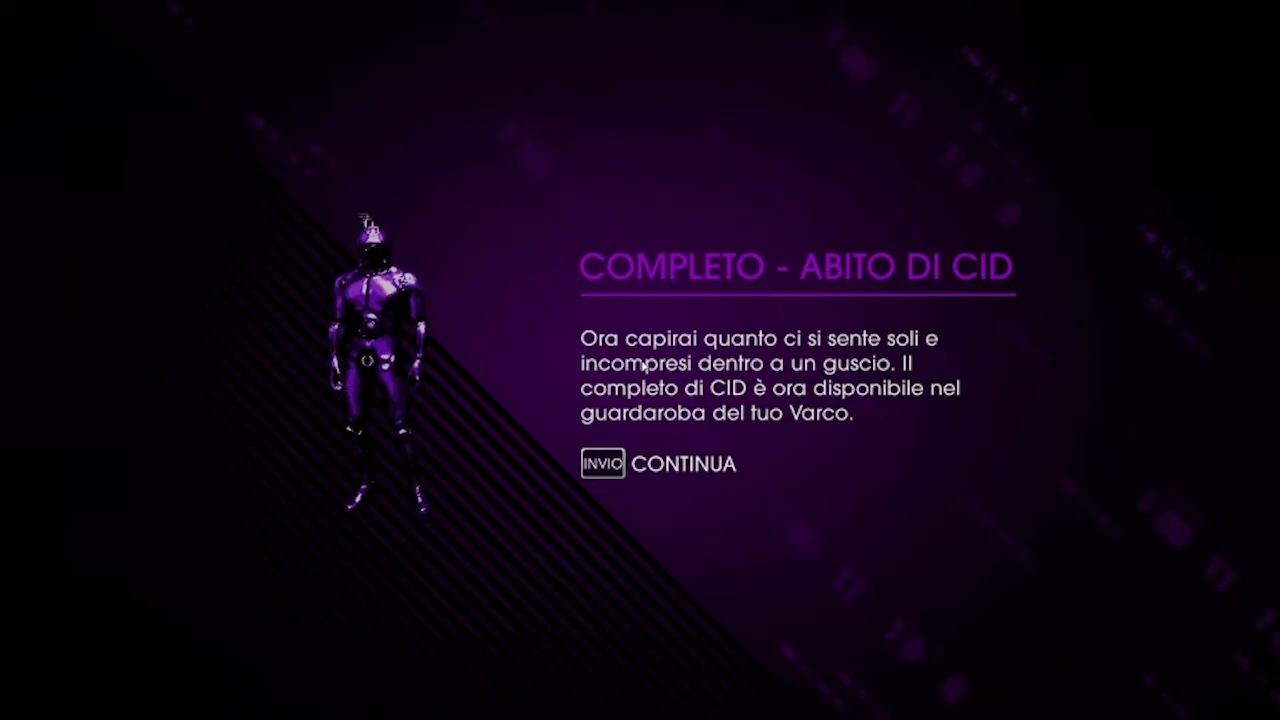 COMPLETO - ABITO DI CID
Ora capirai quanto ci si sente soli e
incompresi dentro a un guscio. Il
completo di CID è ora disponibile nel
guardaroba del tuo Varco.
INVIO CONTINUA